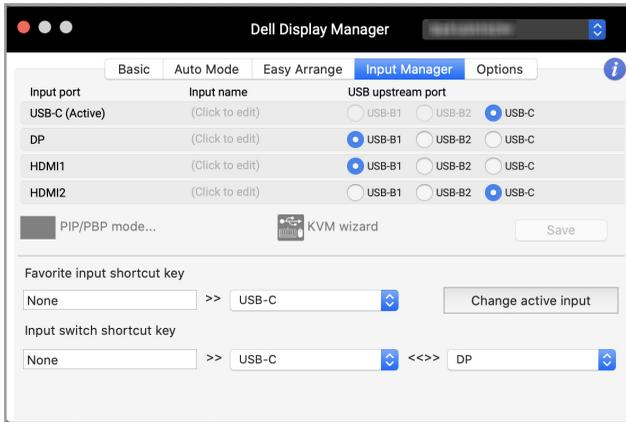 Dell Display Manager
Basic Auto Mode Easy Arrange Input Manager Options i
Input port Input name USB upstream port
USB-C (Active) (Click to edit) USB-B1 USB-B2 USB-C
DP (Click to edit) USB-B1 USB-B2 USB-C
HDMI1 (Click to edit) USB-B1 USB-B2 USB-C
HDMI2 (Click to edit) USB-B1 USB-B2 USB-C
PIP/PBP mode... KVM wizard Save
Favorite input shortcut key
None >> USB-C Change active input
Input switch shortcut key
None >> USB-C <<>> DP